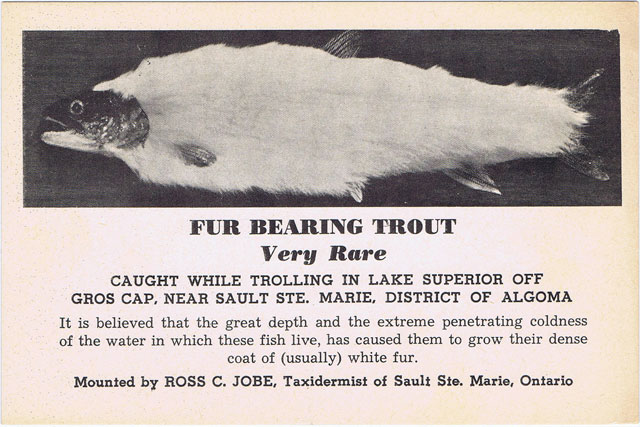 FUR BEARING TROUT
Very Rare
CAUGHT WHILE TROLLING IN LAKE SUPERIOR OFF
GROS CAP, NEAR SAULT STE. MARIE, DISTRICT OF ALGOMA
It is believed that the great depth and the extreme penetrating coldness
of the water in which these fish live, has caused them to grow their dense
coat of (usually) white fur.
Mounted by ROSS C. JOBE, Taxidermist of Sault Ste. Marie, Ontario